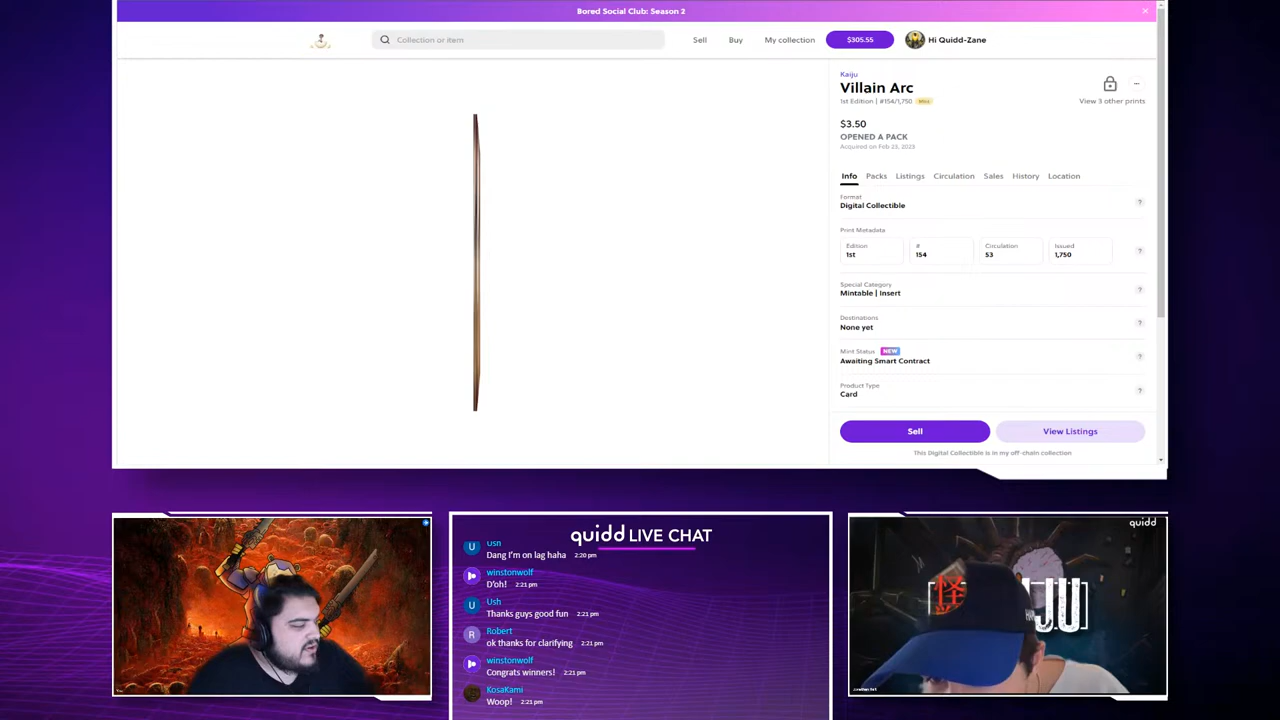 Bored Social Club: Season 2
Collection or item
Sell
Buy
My collection
$305.55
Hi Quidd-Zane
Kaiju
Villain Arc
1st Edition | #154/1,750
Mint
View 3 other prints
$3.50
OPENED A PACK
Acquired on Feb 23, 2023
Info
Packs
Listings
Circulation
Sales
History
Location
Format
Digital Collectible
?
Print Metadata
Edition
1st
#
154
Circulation
53
Issued
1,750
?
Special Category
Mintable | Insert
?
Destinations
None yet
?
Mint Status NEW
Awaiting Smart Contract
?
Product Type
Card
?
Sell
View Listings
This Digital Collectible is in my off-chain collection
quidd LIVE CHAT
U
Ush
Dang I'm on lag haha 2:20 pm
winstonwolf
D'oh! 2:21 pm
U
Ush
Thanks guys good fun 2:21 pm
R
Robert
ok thanks for clarifying 2:21 pm
winstonwolf
Congrats winners! 2:21 pm
KosaKami
Woop! 2:21 pm
quidd
怪
JU